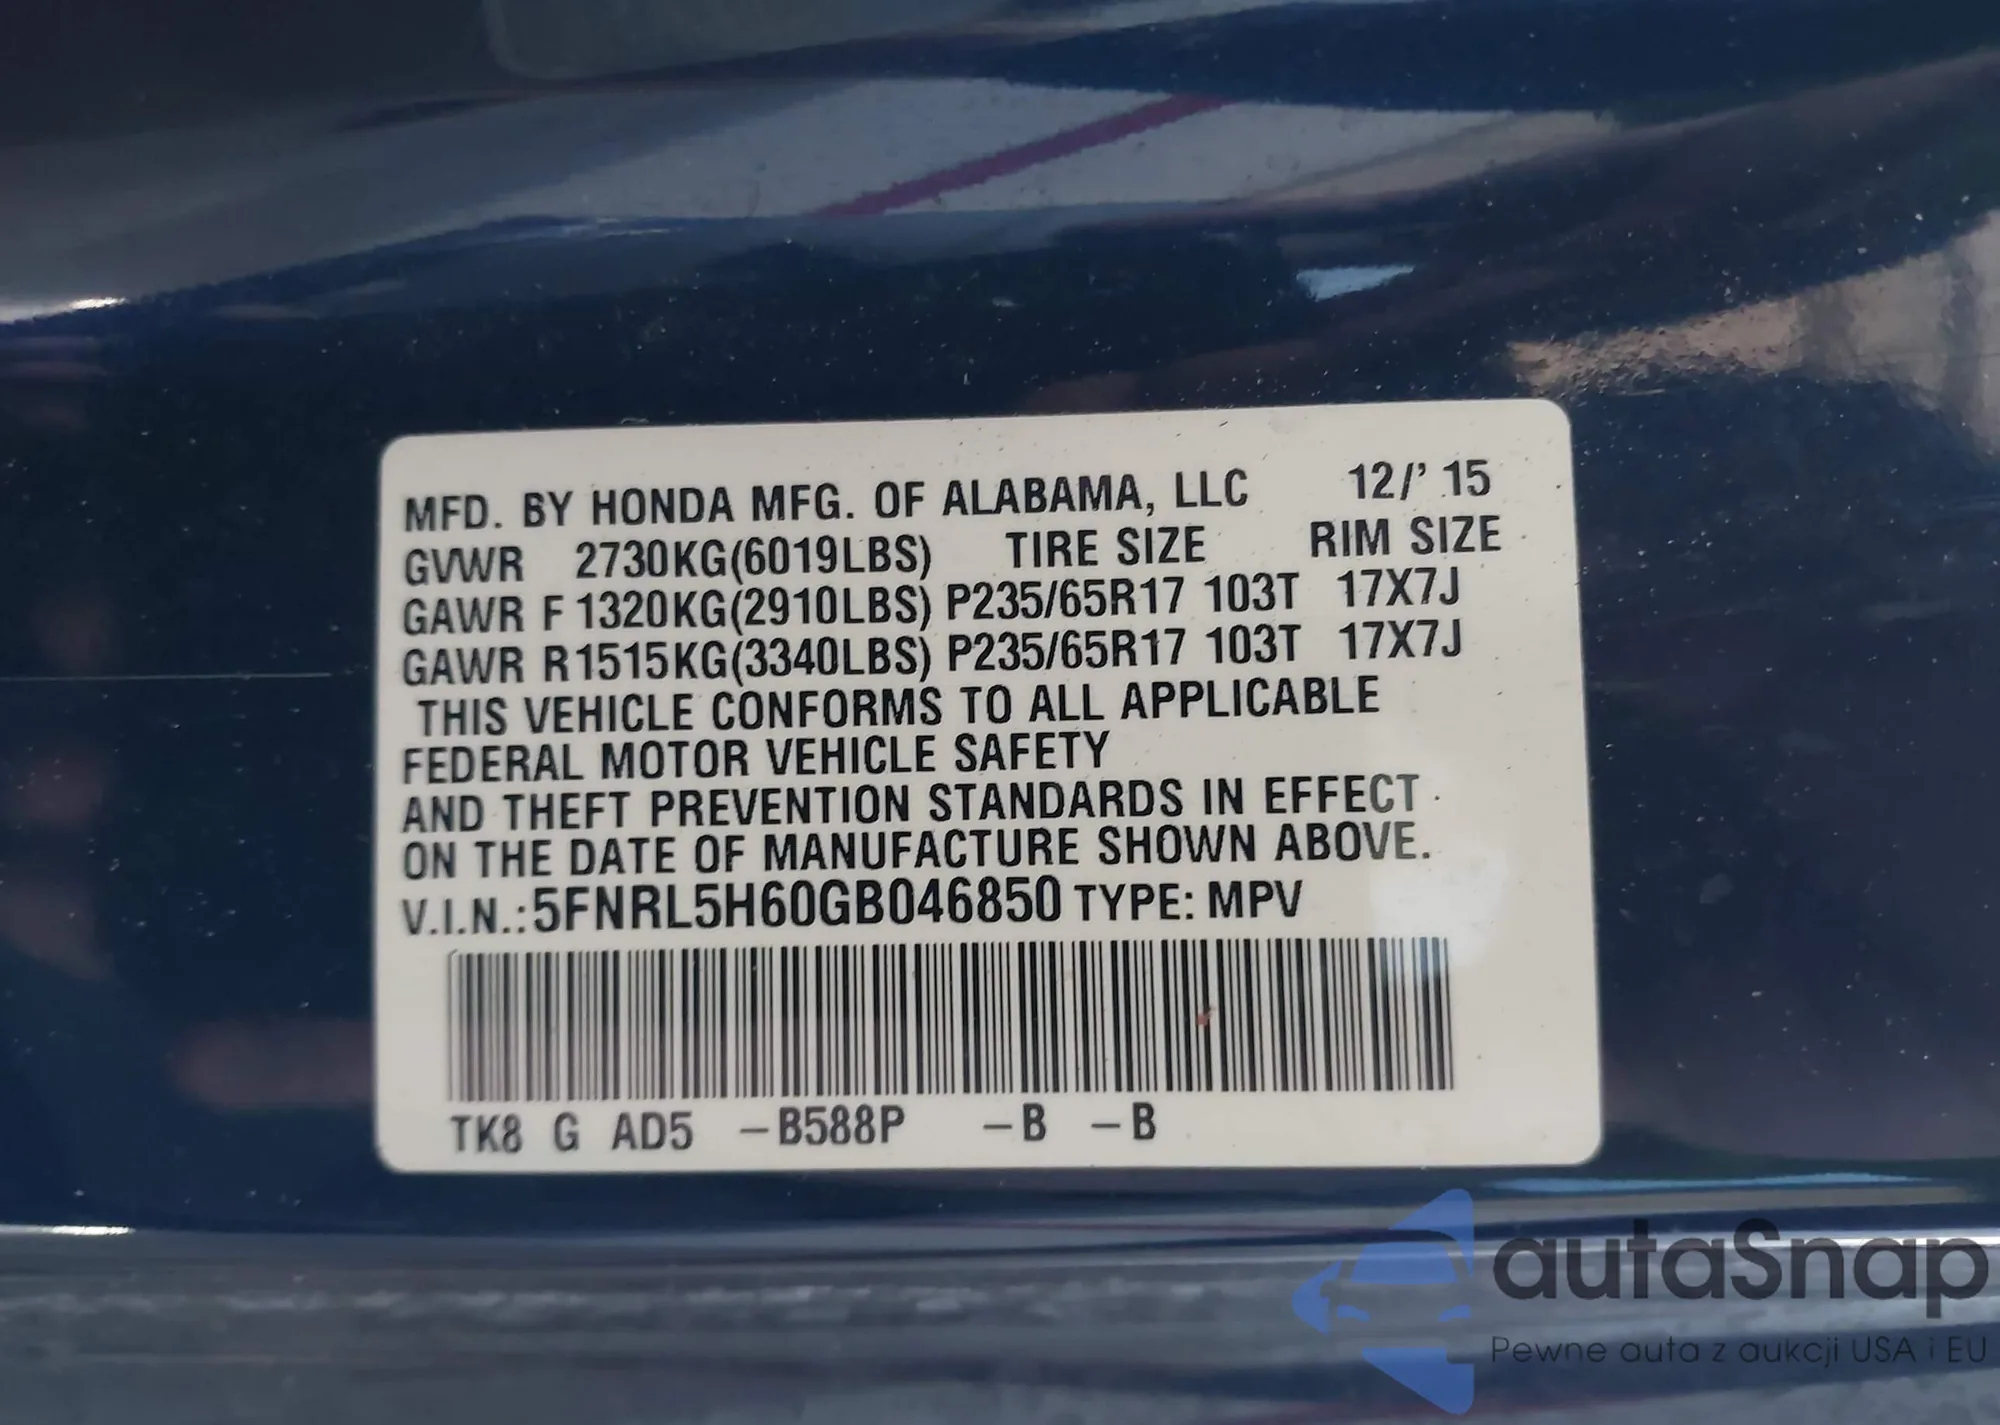 MFD. BY HONDA MFG. OF ALABAMA, LLC 12/' 15
GVWR 2730KG(6019LBS) TIRE SIZE RIM SIZE
GAWR F 1320KG(2910LBS) P235/65R17 103T 17X7J
GAWR R1515KG(3340LBS) P235/65R17 103T 17X7J
THIS VEHICLE CONFORMS TO ALL APPLICABLE
FEDERAL MOTOR VEHICLE SAFETY
AND THEFT PREVENTION STANDARDS IN EFFECT
ON THE DATE OF MANUFACTURE SHOWN ABOVE.
V.I.N.:5FNRL5H60GB046850 TYPE: MPV
TK8 G AD5 –B588P –B –B
autaSnap
Pewne auta z aukcji USA i EU